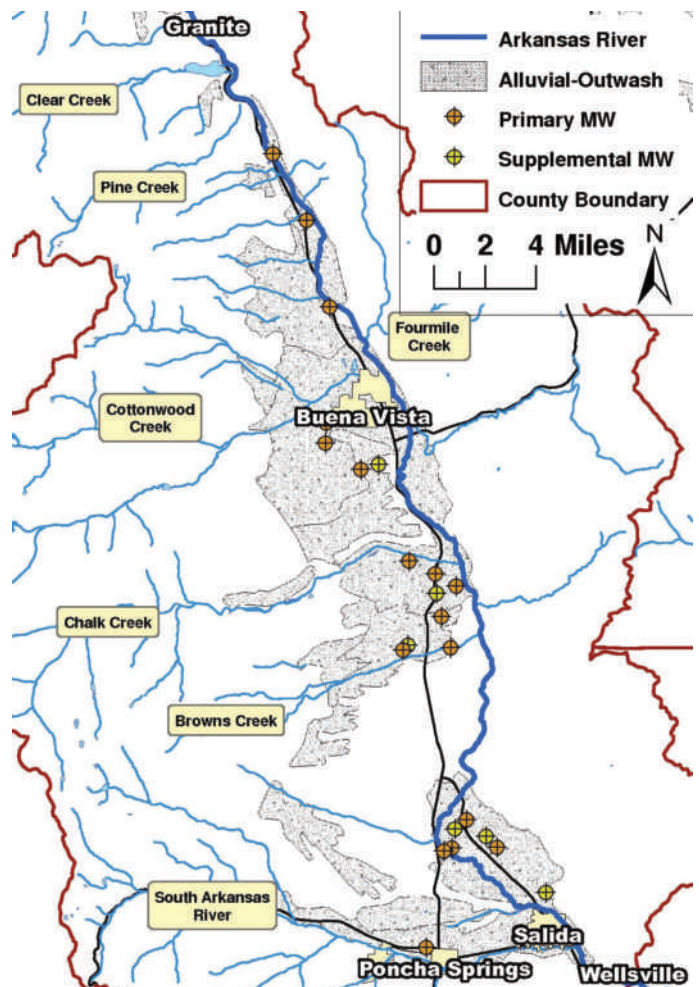 Granite
Arkansas River
Alluvial-Outwash
Primary MW
Supplemental MW
County Boundary
0 2 4 Miles
N
Clear Creek
Pine Creek
Fourmile
Creek
Cottonwood
Creek
Buena Vista
Chalk Creek
Browns Creek
South Arkansas
River
Salida
Poncha Springs
Wellsville